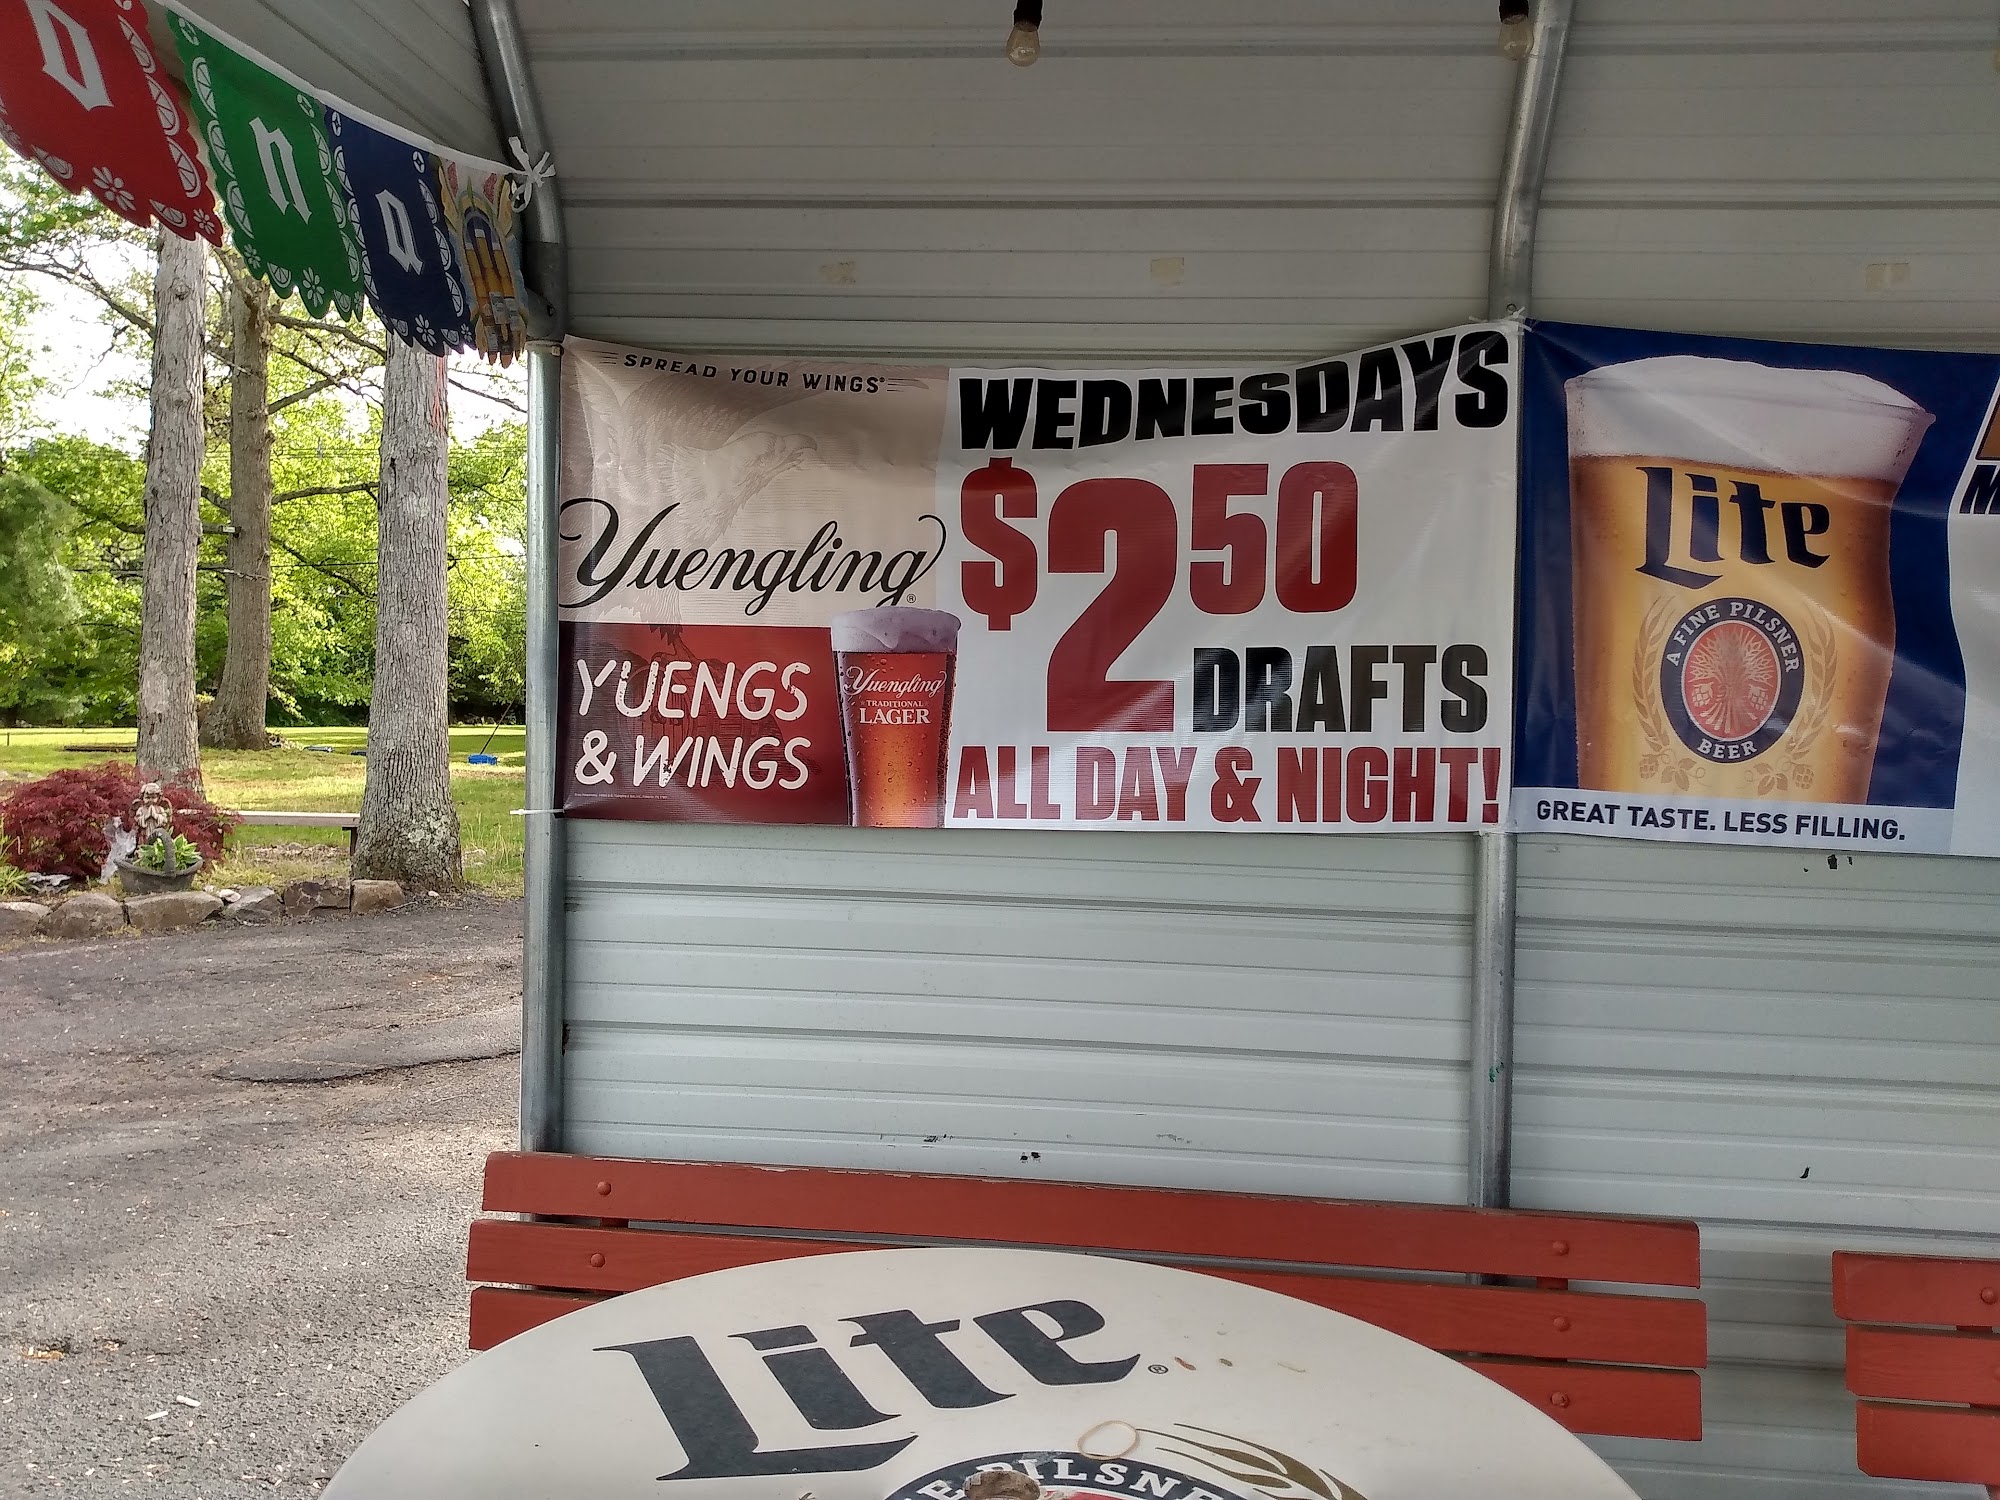 o
n
a
SPREAD YOUR WINGS®
Yuengling®
YUENGS
& WINGS
Yuengling
TRADITIONAL
LAGER
WEDNESDAYS
$2 50
DRAFTS
ALL DAY & NIGHT!
Lite
A FINE PILSNER
BEER
GREAT TASTE. LESS FILLING.
M
Lite®
PILSNE